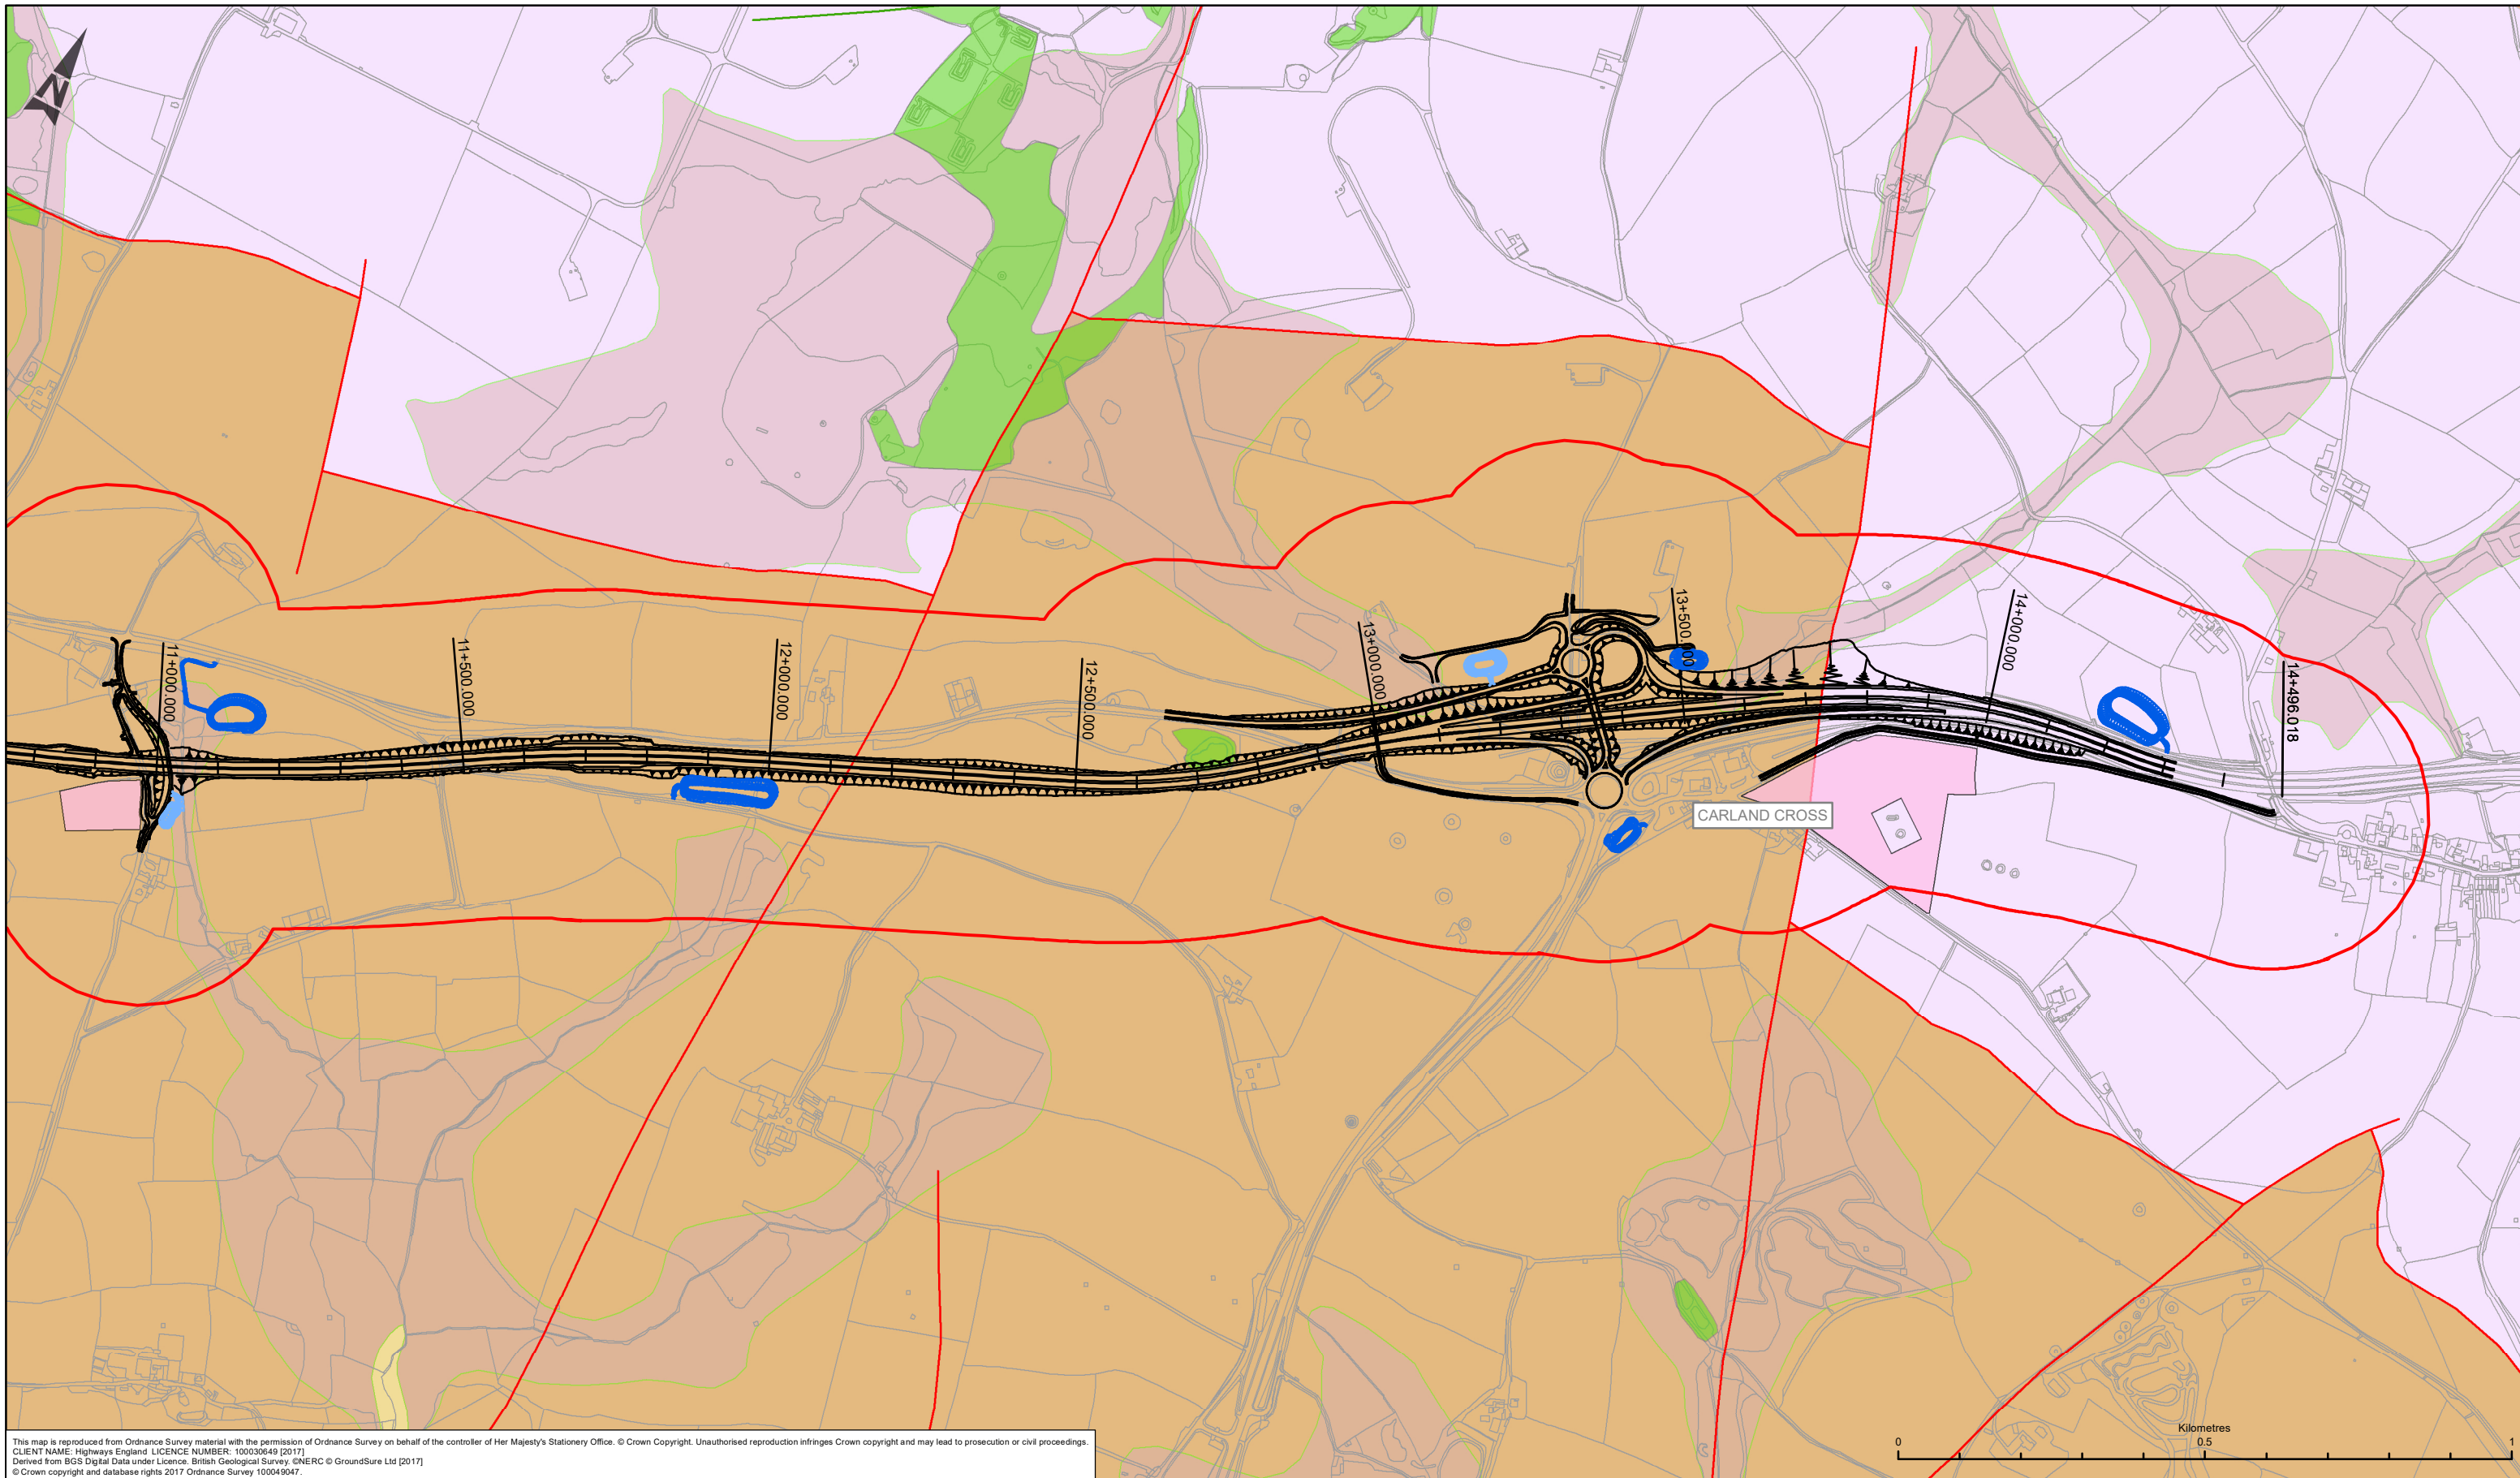 N
11+000.000
11+500.000
12+000.000
12+500.000
13+000.000
13+500.000
14+000.000
14+496.018
CARLAND CROSS
Kilometres
0 0.5 1
This map is reproduced from Ordnance Survey material with the permission of Ordnance Survey on behalf of the controller of Her Majesty's Stationery Office. © Crown Copyright. Unauthorised reproduction infringes Crown copyright and may lead to prosecution or civil proceedings.
CLIENT NAME: Highways England LICENCE NUMBER: 100030649 [2017]
Derived from BGS Digital Data under Licence. British Geological Survey. ©NERC © GroundSure Ltd [2017]
© Crown copyright and database rights 2017 Ordnance Survey 100049047.